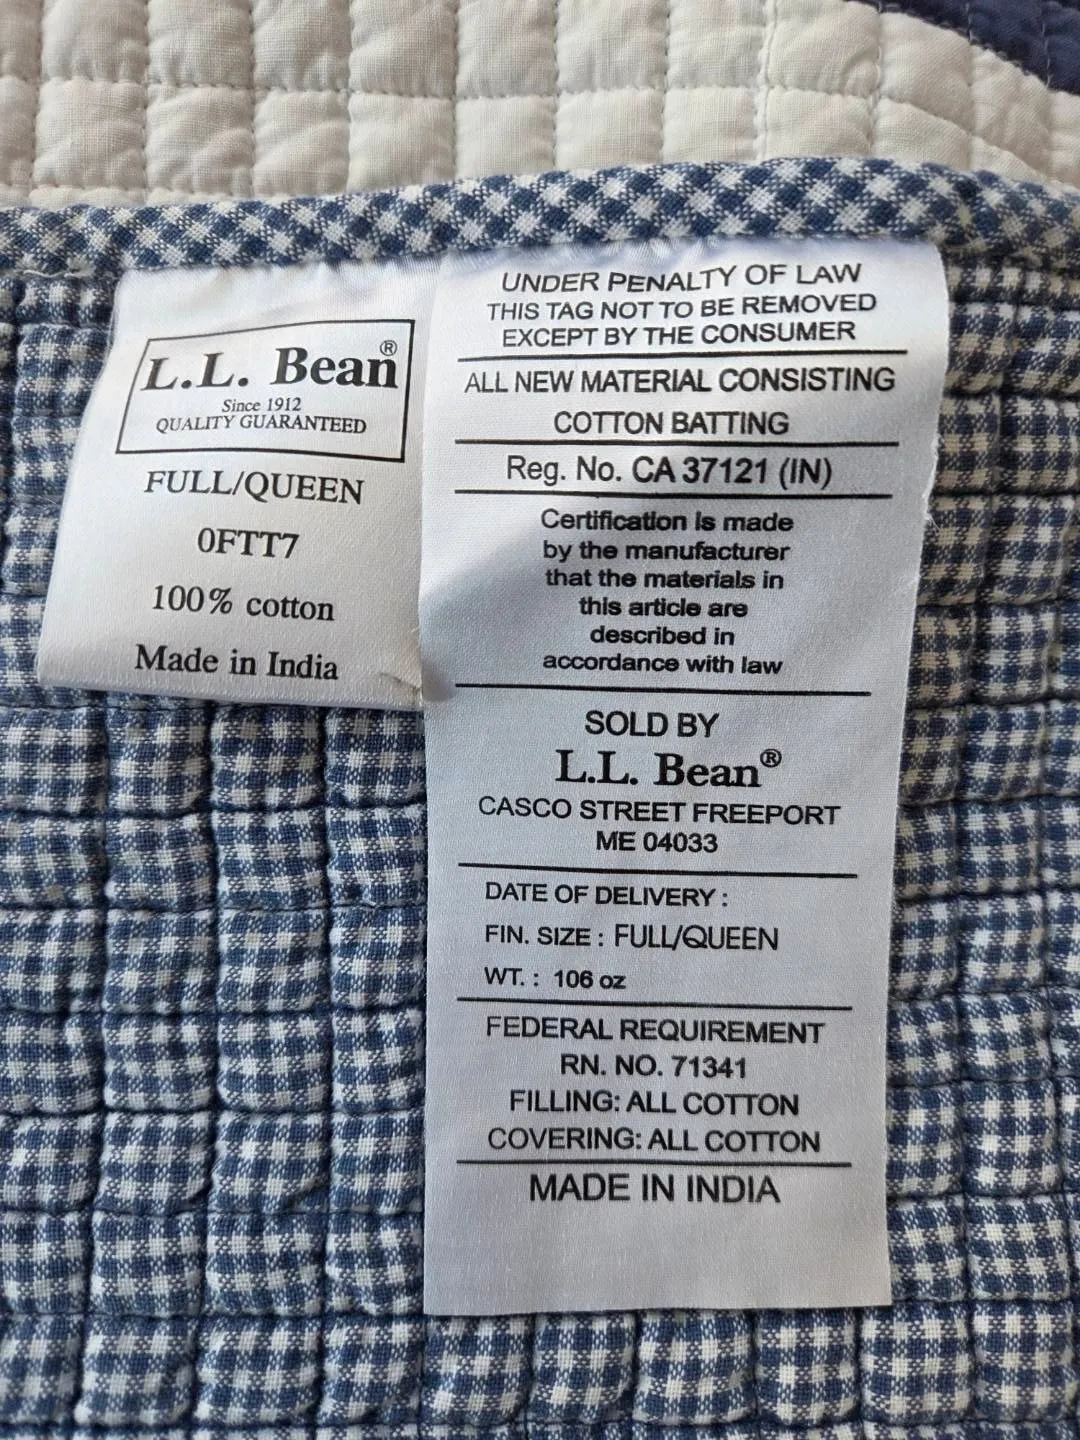 L.L. Bean®
Since 1912
QUALITY GUARANTEED
FULL/QUEEN
0FTT7
100% cotton
Made in India
UNDER PENALTY OF LAW
THIS TAG NOT TO BE REMOVED
EXCEPT BY THE CONSUMER
ALL NEW MATERIAL CONSISTING
COTTON BATTING
Reg. No. CA 37121 (IN)
Certification is made
by the manufacturer
that the materials in
this article are
described in
accordance with law
SOLD BY
L.L. Bean®
CASCO STREET FREEPORT
ME 04033
DATE OF DELIVERY :
FIN. SIZE : FULL/QUEEN
WT. : 106 oz
FEDERAL REQUIREMENT
RN. NO. 71341
FILLING: ALL COTTON
COVERING: ALL COTTON
MADE IN INDIA